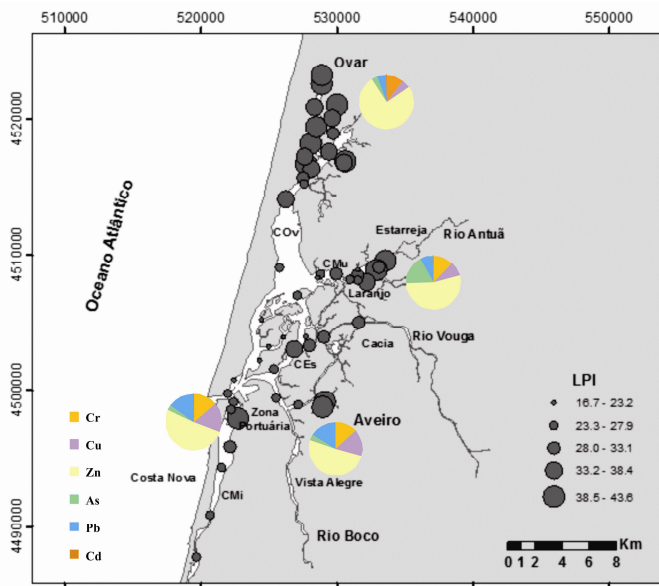 510000 520000 530000 540000 550000
4520000
4510000
4500000
4490000
Oceano Atlântico
Ovar
COv
Estarreja
Rio Antuã
CMu
Laranjo
Rio Vouga
Cacia
CEs
Zona
Portuária
Aveiro
Costa Nova
CMi
Vista Alegre
Rio Boco
Cr
Cu
Zn
As
Pb
Cd
LPI
16.7 - 23.2
23.3 - 27.9
28.0 - 33.1
33.2 - 38.4
38.5 - 43.6
Km
0 1 2 4 6 8